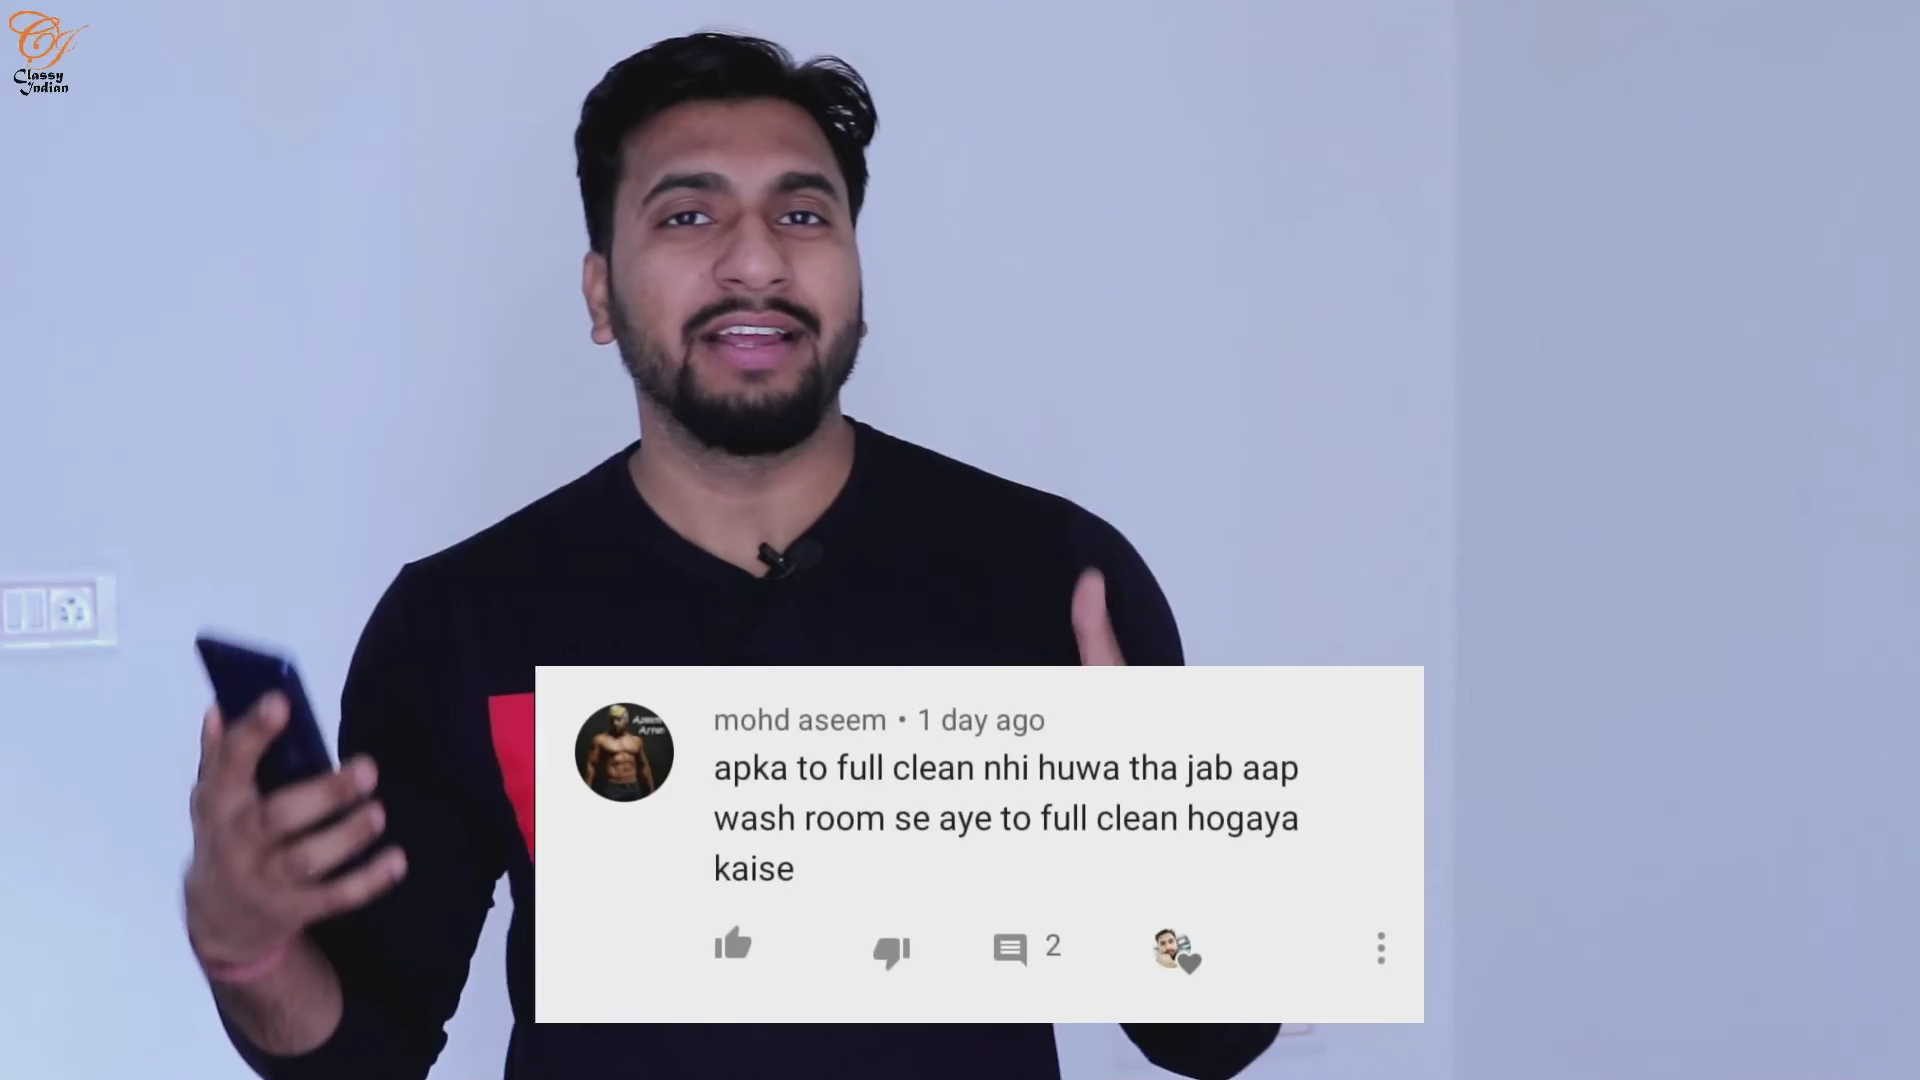 Classy
Indian
mohd aseem • 1 day ago
apka to full clean nhi huwa tha jab aap
wash room se aye to full clean hogaya
kaise
2